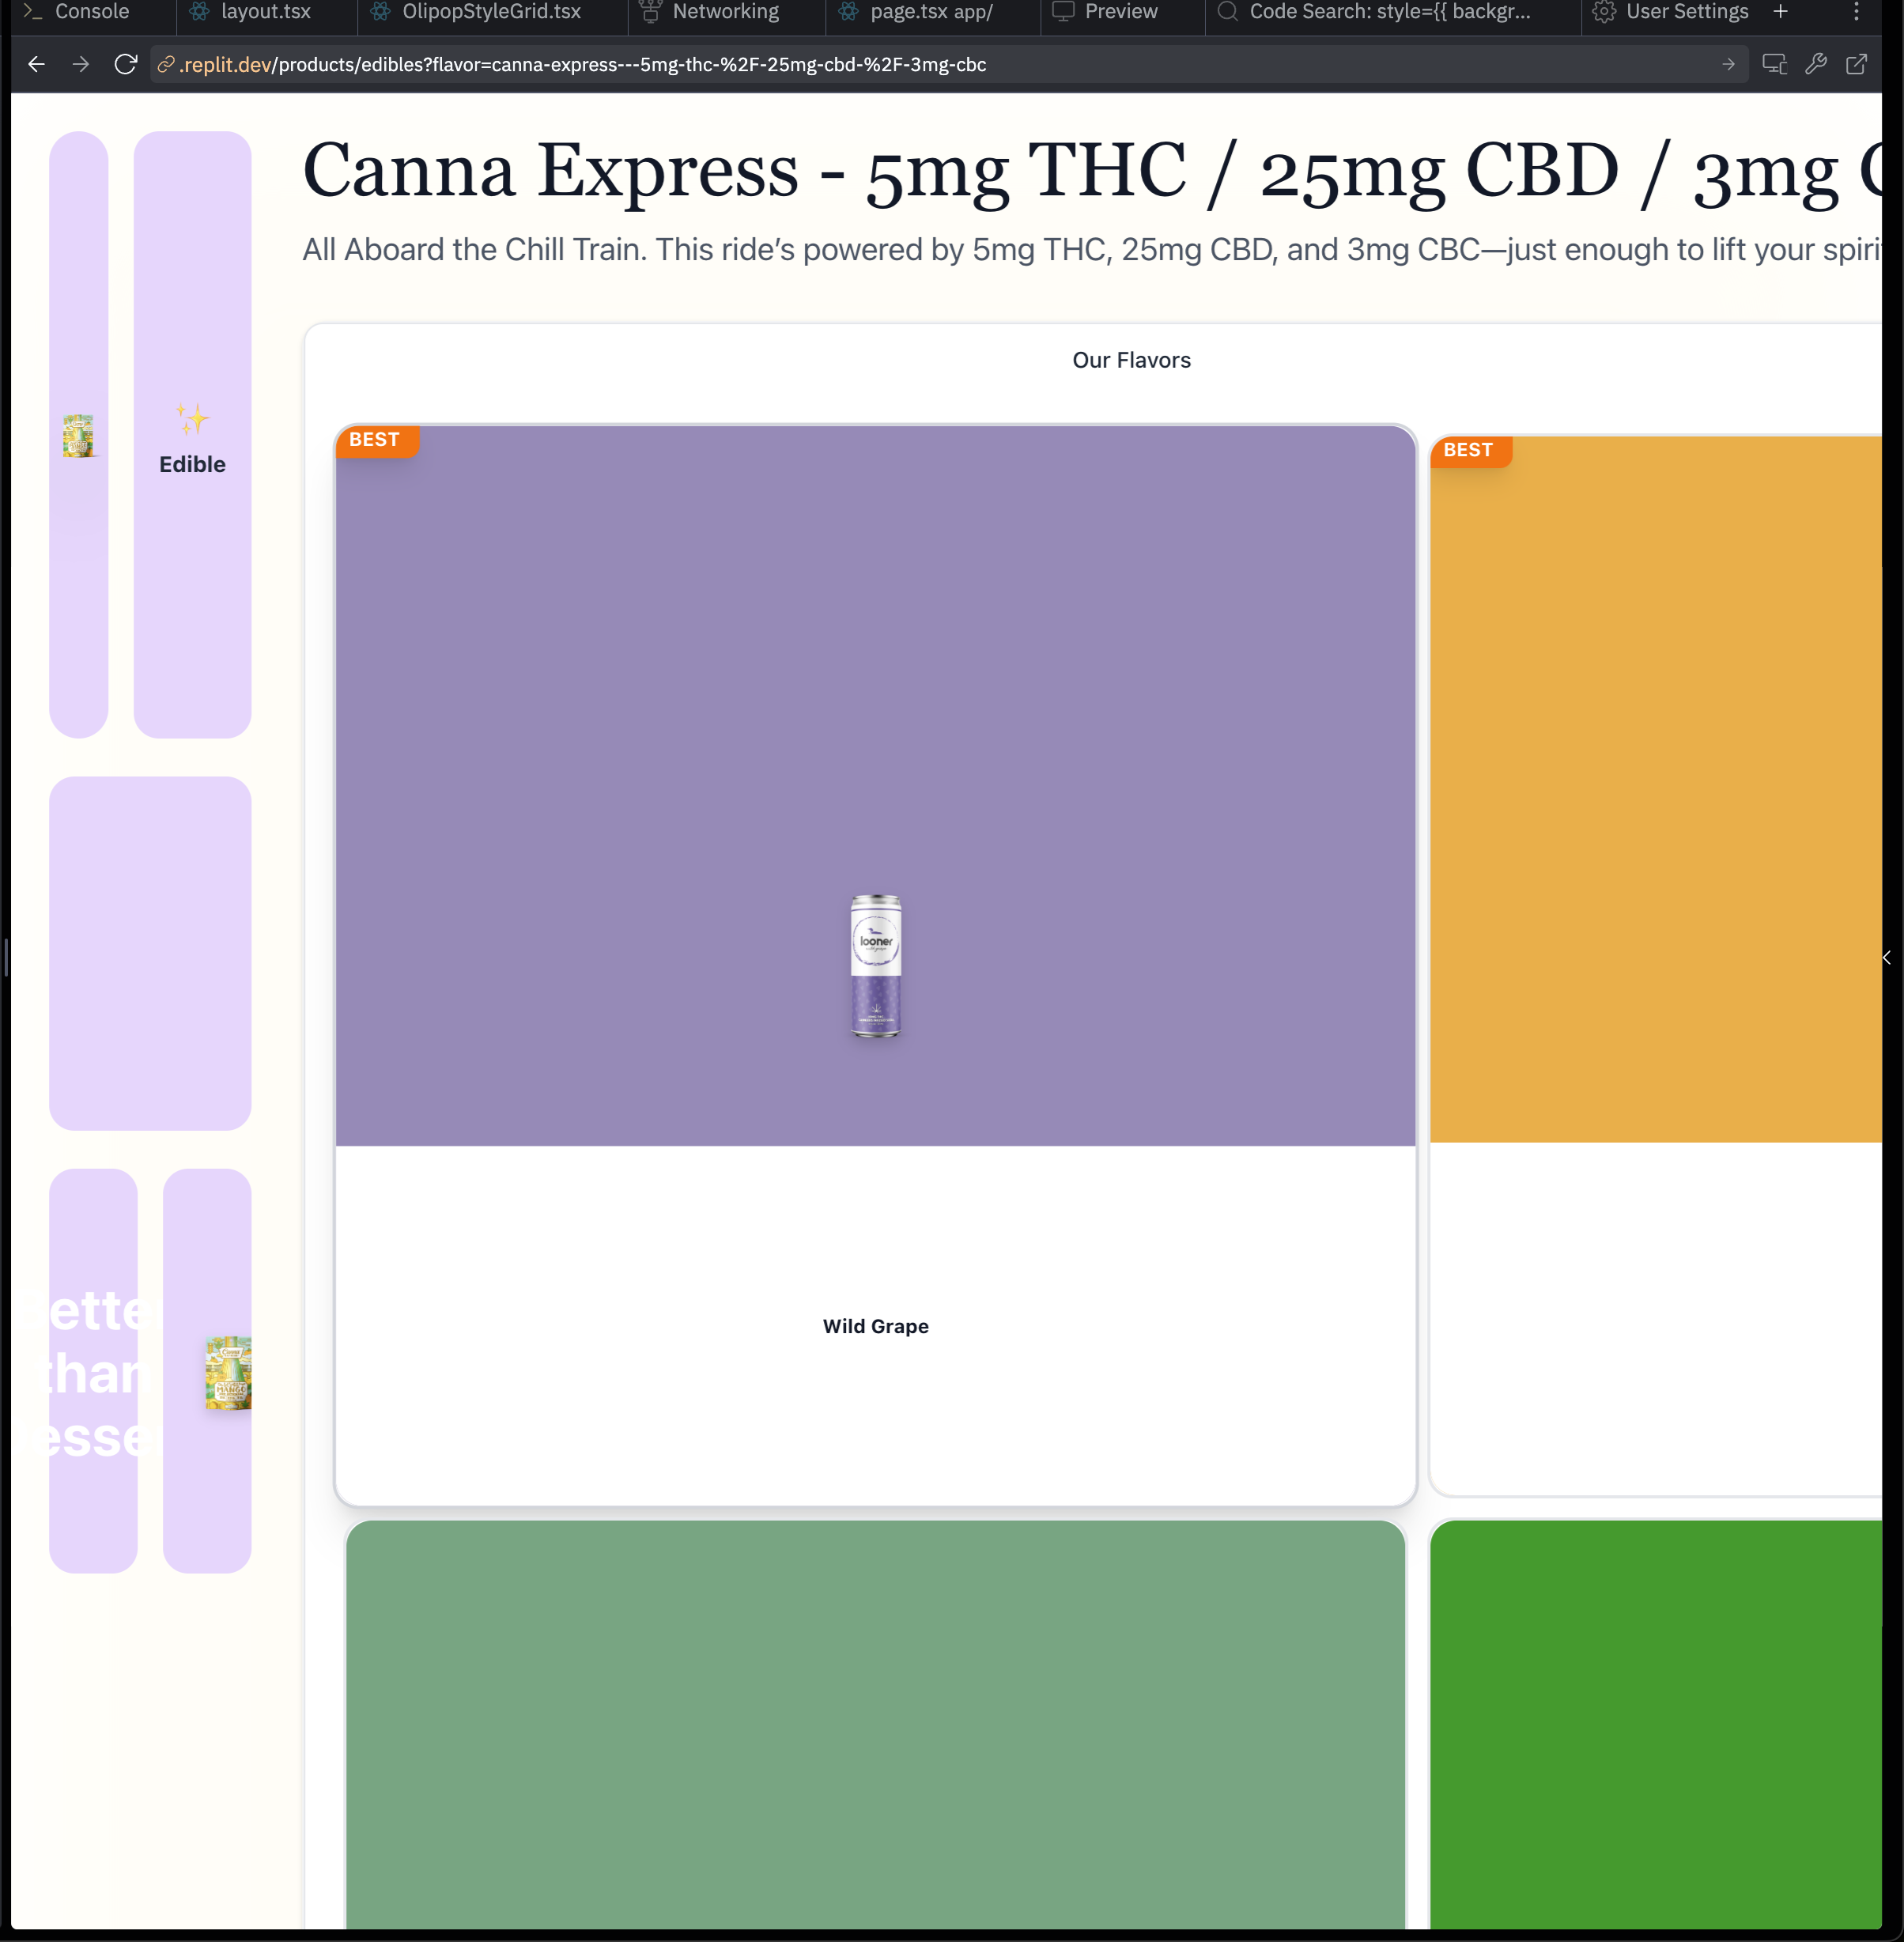 Console
layout.tsx
OlipopStyleGrid.tsx
Networking
page.tsx app/
Preview
Code Search: style={{ backgr...
User Settings
.replit.dev/products/edibles?flavor=canna-express---5mg-thc-%2F-25mg-cbd-%2F-3mg-cbc
Canna Express - 5mg THC / 25mg CBD / 3mg C
All Aboard the Chill Train. This ride’s powered by 5mg THC, 25mg CBD, and 3mg CBC—just enough to lift your spiri
Our Flavors
BEST
BEST
Edible
looner
Wild Grape
ette
than
esse
MANGO